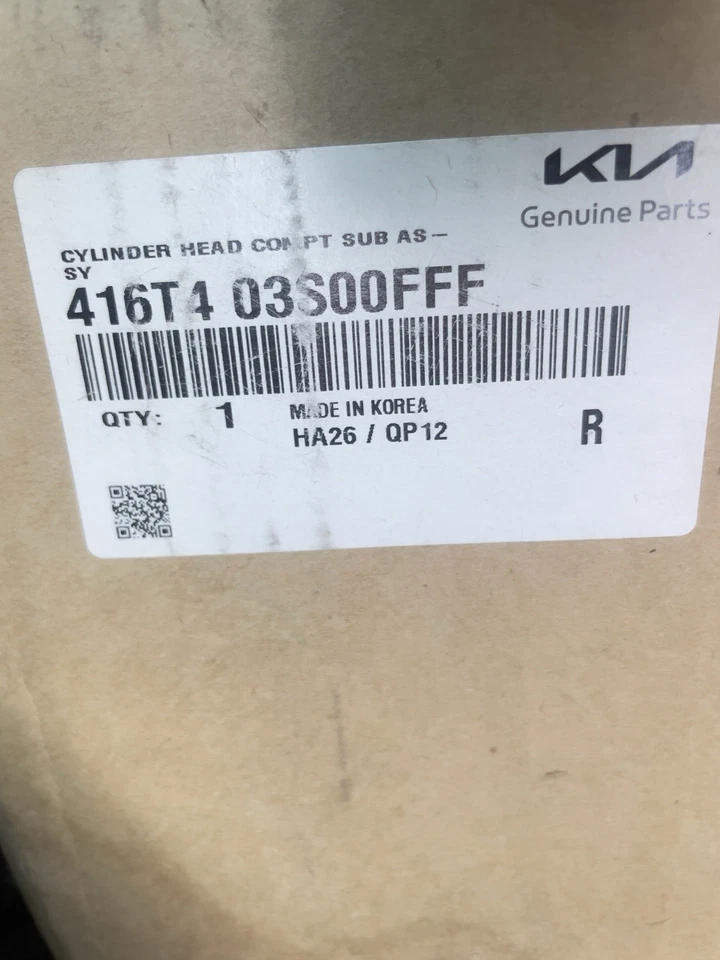 KIA
Genuine Parts
CYLINDER HEAD COMPT SUB AS-
SY
416T4 03S00FFF
QTY: 1 MADE IN KOREA
HA26 / QP12 R